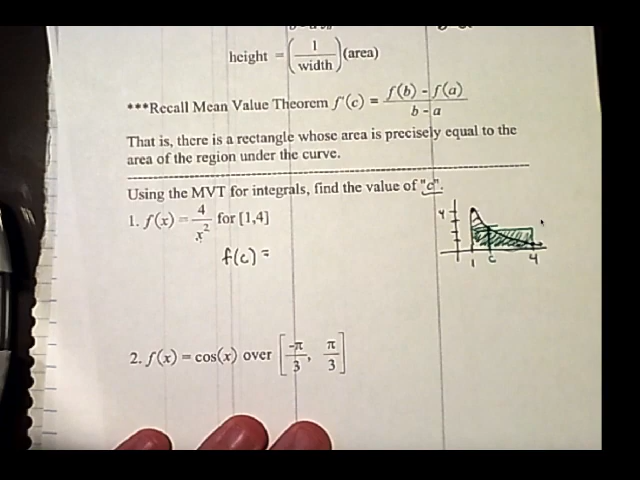 height = (1/width)(area)
***Recall Mean Value Theorem f'(c) = f(b) - f(a) / b - a
That is, there is a rectangle whose area is precisely equal to the
area of the region under the curve.
Using the MVT for integrals, find the value of "c".
1. f(x) = 4/x² for [1,4]
f(c) =
4
1 c 4
2. f(x) = cos(x) over [-π/3, π/3]